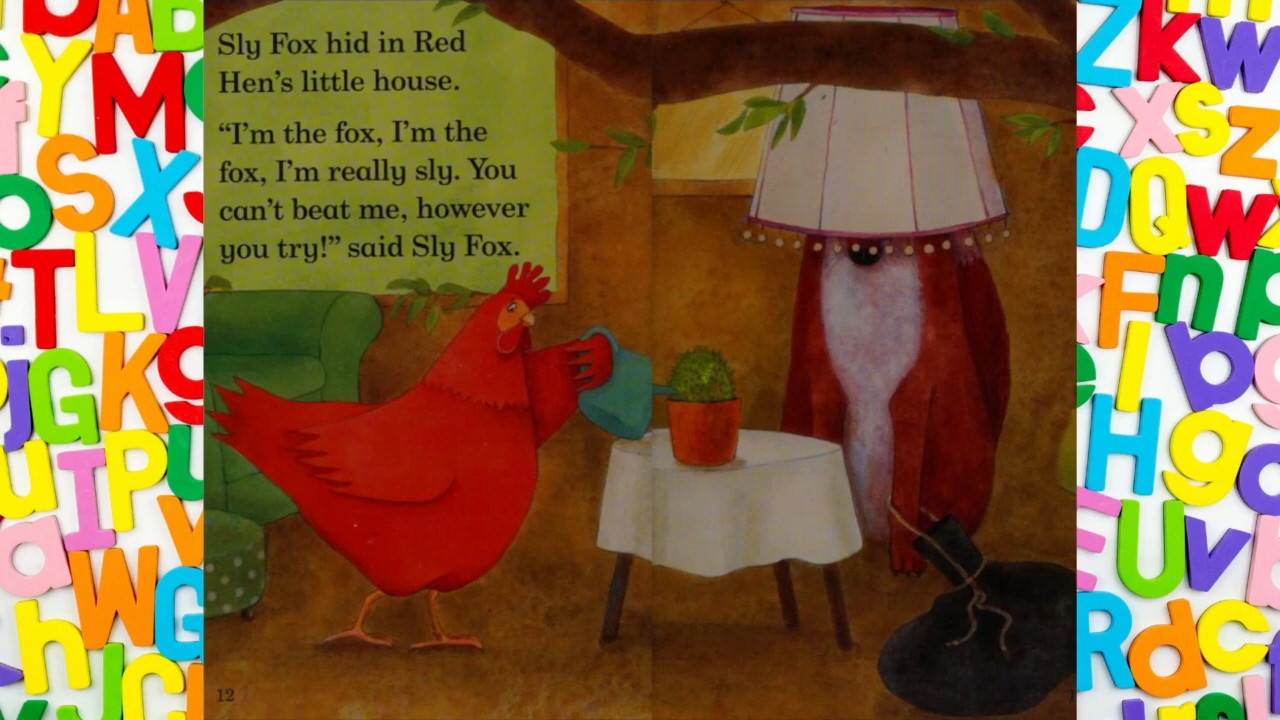 Sly Fox hid in Red
Hen’s little house.
“I’m the fox, I’m the
fox, I’m really sly. You
can’t beat me, however
you try!” said Sly Fox.
12